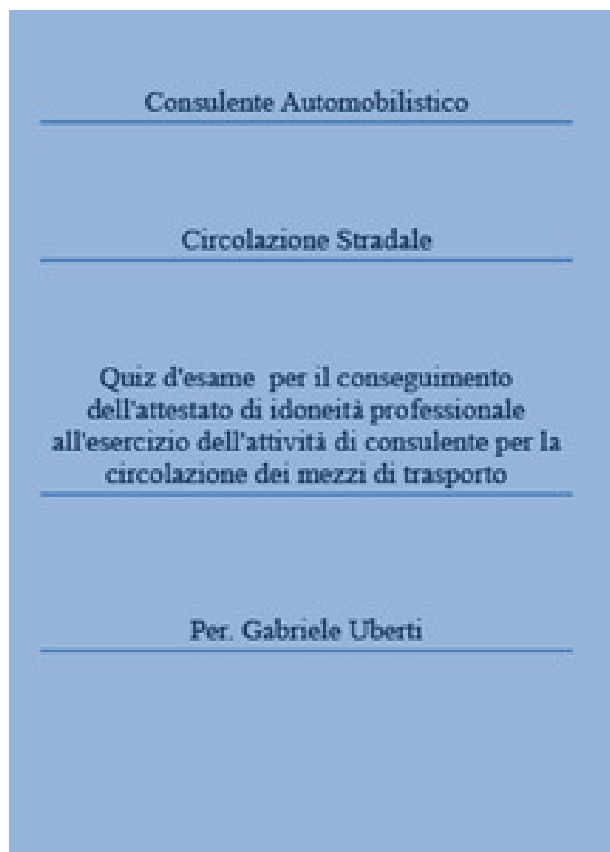 Consulente Automobilistico
Circolazione Stradale
Quiz d'esame per il conseguimento
dell'attestato di idoneità professionale
all'esercizio dell'attività di consulente per la
circolazione dei mezzi di trasporto
Per. Gabriele Uberti